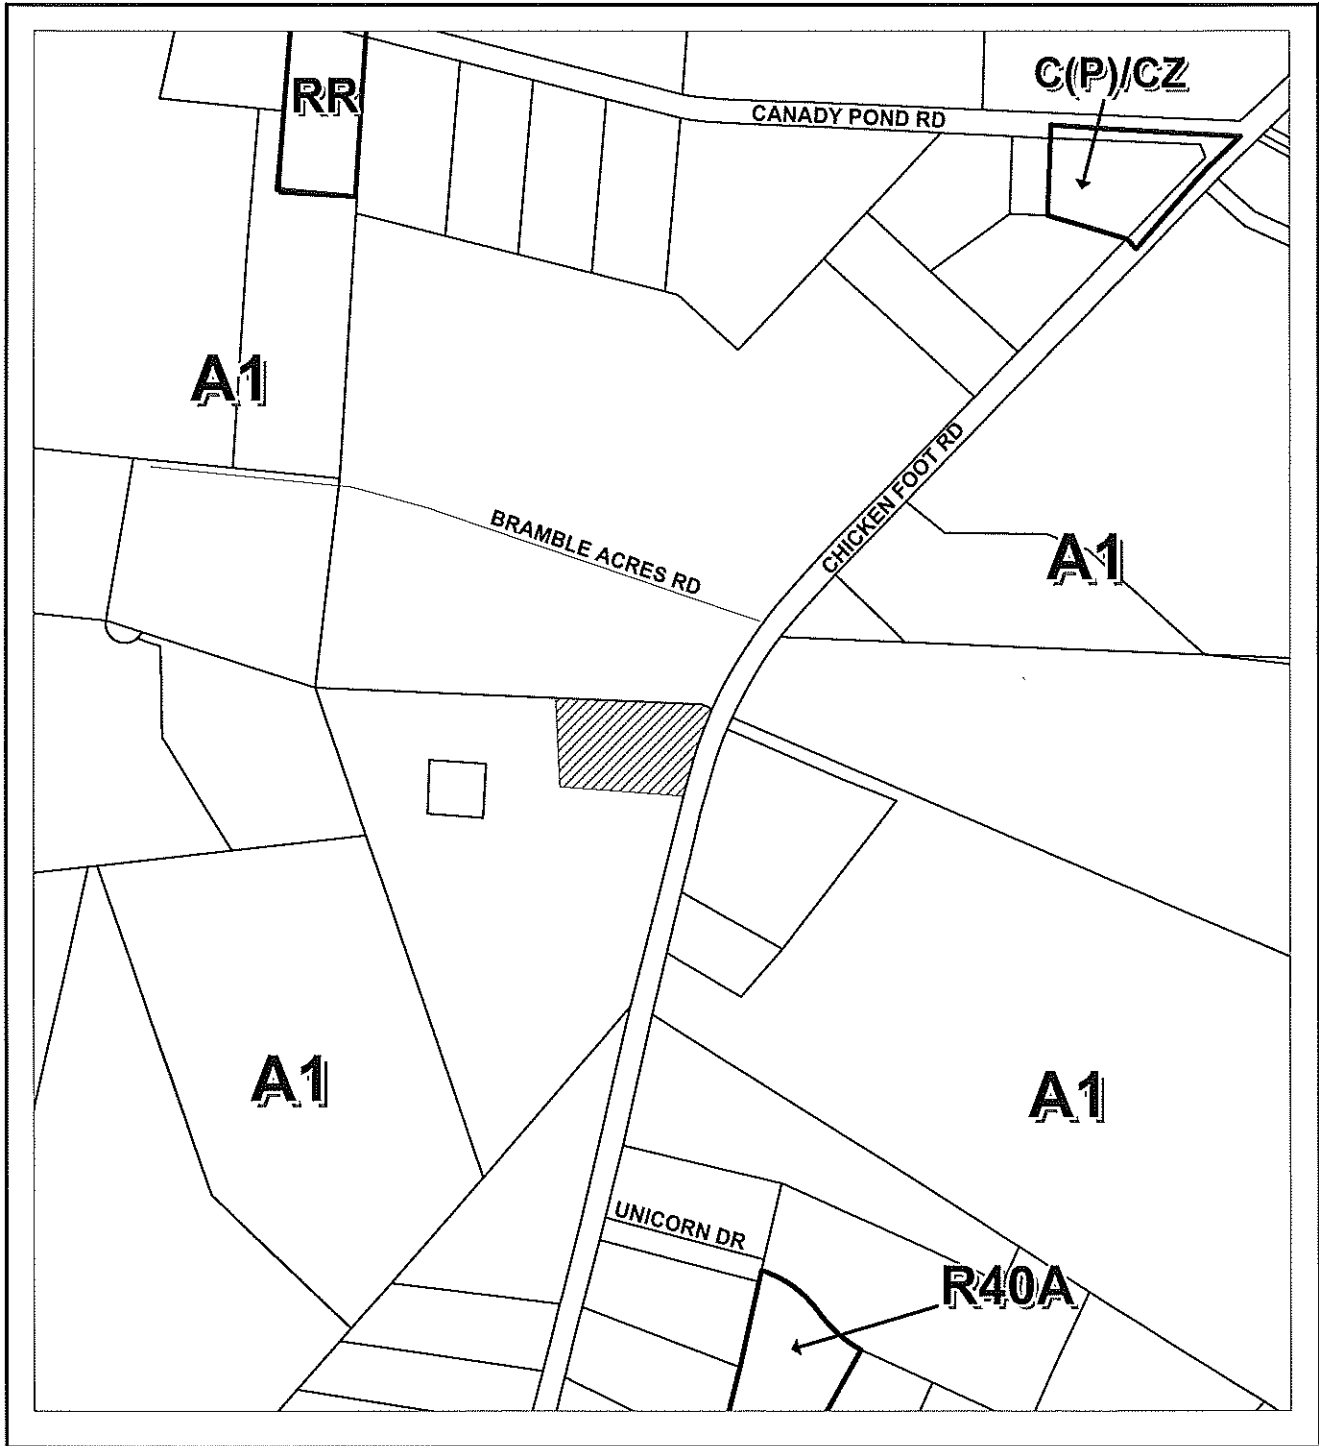 C(P)/CZ
RR
CANADY POND RD
A1
CHICKEN FOOT RD
BRAMBLE ACRES RD
A1
A1
A1
UNICORN DR
R40A